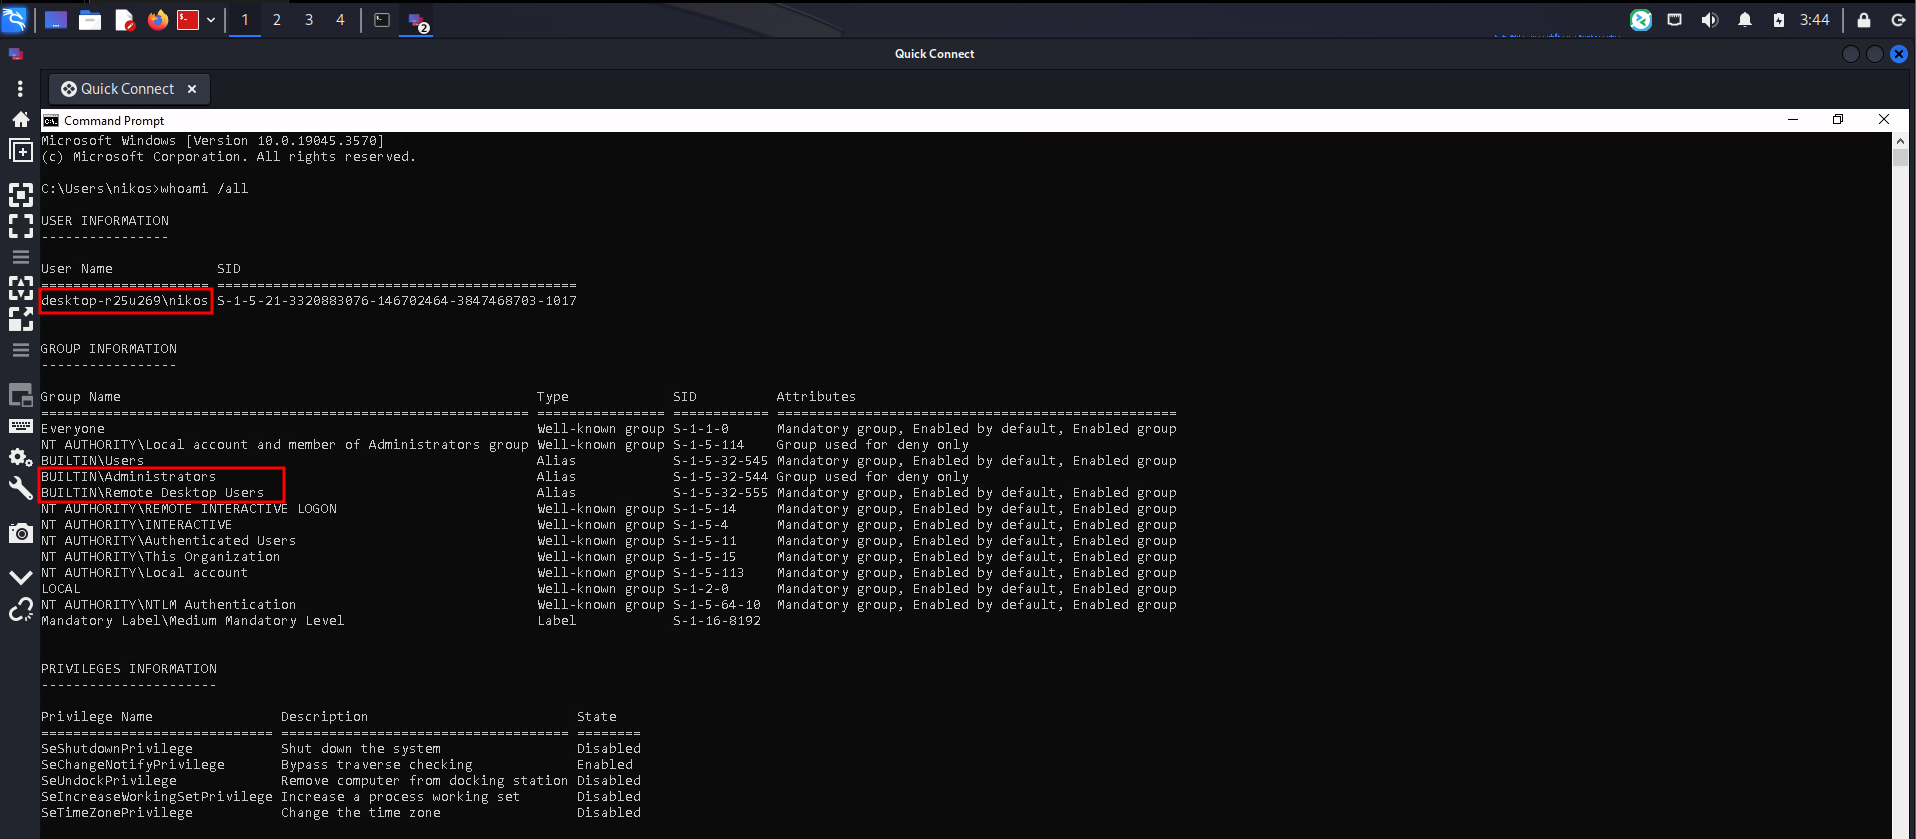 1 2 3 4
2
3:44
Quick Connect
Quick Connect
Command Prompt
Microsoft Windows [Version 10.0.19045.3570]
(c) Microsoft Corporation. All rights reserved.
C:\Users\nikos>whoami /all
USER INFORMATION
----------------
User Name SID
===================== =============================================
desktop-r25u269\nikos S-1-5-21-3320883076-146702464-3847468703-1017
GROUP INFORMATION
-----------------
Group Name Type SID Attributes
============================================================= ================ ============ ==================================================
Everyone Well-known group S-1-1-0 Mandatory group, Enabled by default, Enabled group
NT AUTHORITY\Local account and member of Administrators group Well-known group S-1-5-114 Group used for deny only
BUILTIN\Users Alias S-1-5-32-545 Mandatory group, Enabled by default, Enabled group
BUILTIN\Administrators Alias S-1-5-32-544 Group used for deny only
BUILTIN\Remote Desktop Users Alias S-1-5-32-555 Mandatory group, Enabled by default, Enabled group
NT AUTHORITY\REMOTE INTERACTIVE LOGON Well-known group S-1-5-14 Mandatory group, Enabled by default, Enabled group
NT AUTHORITY\INTERACTIVE Well-known group S-1-5-4 Mandatory group, Enabled by default, Enabled group
NT AUTHORITY\Authenticated Users Well-known group S-1-5-11 Mandatory group, Enabled by default, Enabled group
NT AUTHORITY\This Organization Well-known group S-1-5-15 Mandatory group, Enabled by default, Enabled group
NT AUTHORITY\Local account Well-known group S-1-5-113 Mandatory group, Enabled by default, Enabled group
LOCAL Well-known group S-1-2-0 Mandatory group, Enabled by default, Enabled group
NT AUTHORITY\NTLM Authentication Well-known group S-1-5-64-10 Mandatory group, Enabled by default, Enabled group
Mandatory Label\Medium Mandatory Level Label S-1-16-8192
PRIVILEGES INFORMATION
----------------------
Privilege Name Description State
============================= ==================================== ========
SeShutdownPrivilege Shut down the system Disabled
SeChangeNotifyPrivilege Bypass traverse checking Enabled
SeUndockPrivilege Remove computer from docking station Disabled
SeIncreaseWorkingSetPrivilege Increase a process working set Disabled
SeTimeZonePrivilege Change the time zone Disabled